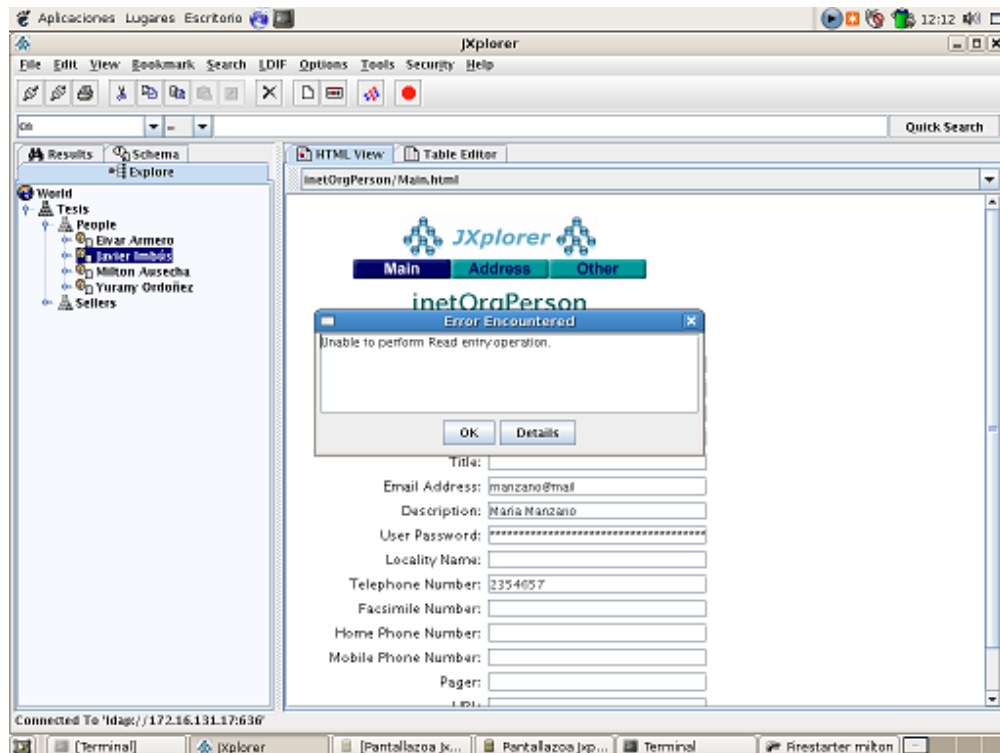 Aplicaciones Lugares Escritorio
12:12
JXplorer
File Edit View Bookmark Search LDIF Options Tools Security Help
cn
=
Quick Search
Results
Schema
Explore
HTML View
Table Editor
inetOrgPerson/Main.html
World
Tesis
People
Eivar Armero
Javier Imbús
Milton Ausecha
Yurany Ordoñez
Sellers
JXplorer
Main
Address
Other
inetOrgPerson
Error Encountered
Unable to perform Read entry operation.
OK
Details
Title:
Email Address: manzano@mail
Description: Maria Manzano
User Password:
Locality Name:
Telephone Number: 2354657
Facsimile Number:
Home Phone Number:
Mobile Phone Number:
Pager:
Connected To 'ldap://172.16.131.17:636'
[Terminal]
JXplorer
[Pantallazo Jx...
Pantallazo Jxp...
Terminal
Firestarter milton